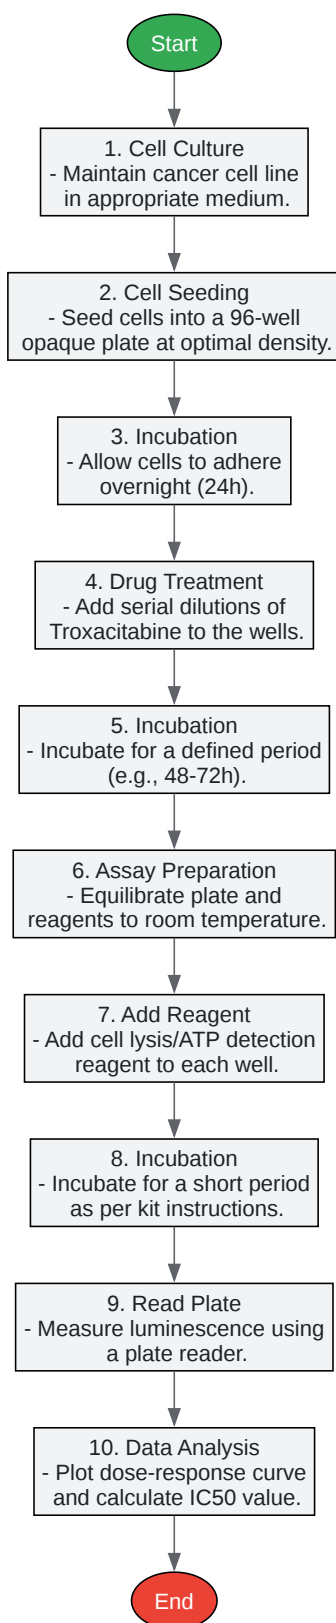 Start
1. Cell Culture
- Maintain cancer cell line
in appropriate medium.
2. Cell Seeding
- Seed cells into a 96-well
opaque plate at optimal density.
3. Incubation
- Allow cells to adhere
overnight (24h).
4. Drug Treatment
- Add serial dilutions of
Troxacitabine to the wells.
5. Incubation
- Incubate for a defined period
(e.g., 48-72h).
6. Assay Preparation
- Equilibrate plate and
reagents to room temperature.
7. Add Reagent
- Add cell lysis/ATP detection
reagent to each well.
8. Incubation
- Incubate for a short period
as per kit instructions.
9. Read Plate
- Measure luminescence using
a plate reader.
10. Data Analysis
- Plot dose-response curve
and calculate IC50 value.
End